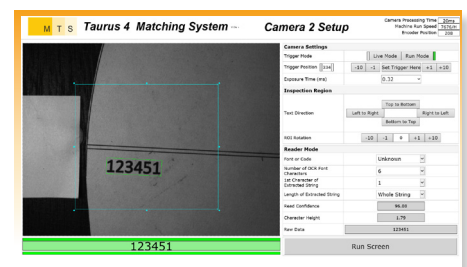 MTS Taurus 4 Matching System
Camera 2 Setup
Camera Processing Time 20ms
Machine Run Speed 7076/H
Encoder Position 208
Camera Settings
Trigger Mode Live Mode Run Mode
Trigger Position 156 -10 -1 Set Trigger Here +1 +10
Exposure Time (ms) 0.32
Inspection Region
Top to Bottom
Text Direction Left to Right Right to Left
Bottom to Top
ROI Rotation -10 -1 0 +1 +10
Reader Mode
Font or Code Unknown
Number of OCR Font Characters 6
1st Character of Extracted String 1
Length of Extracted String Whole String
Read Confidence 96.00
Character Height 1.79
Raw Data 123451
123451
123451
Run Screen